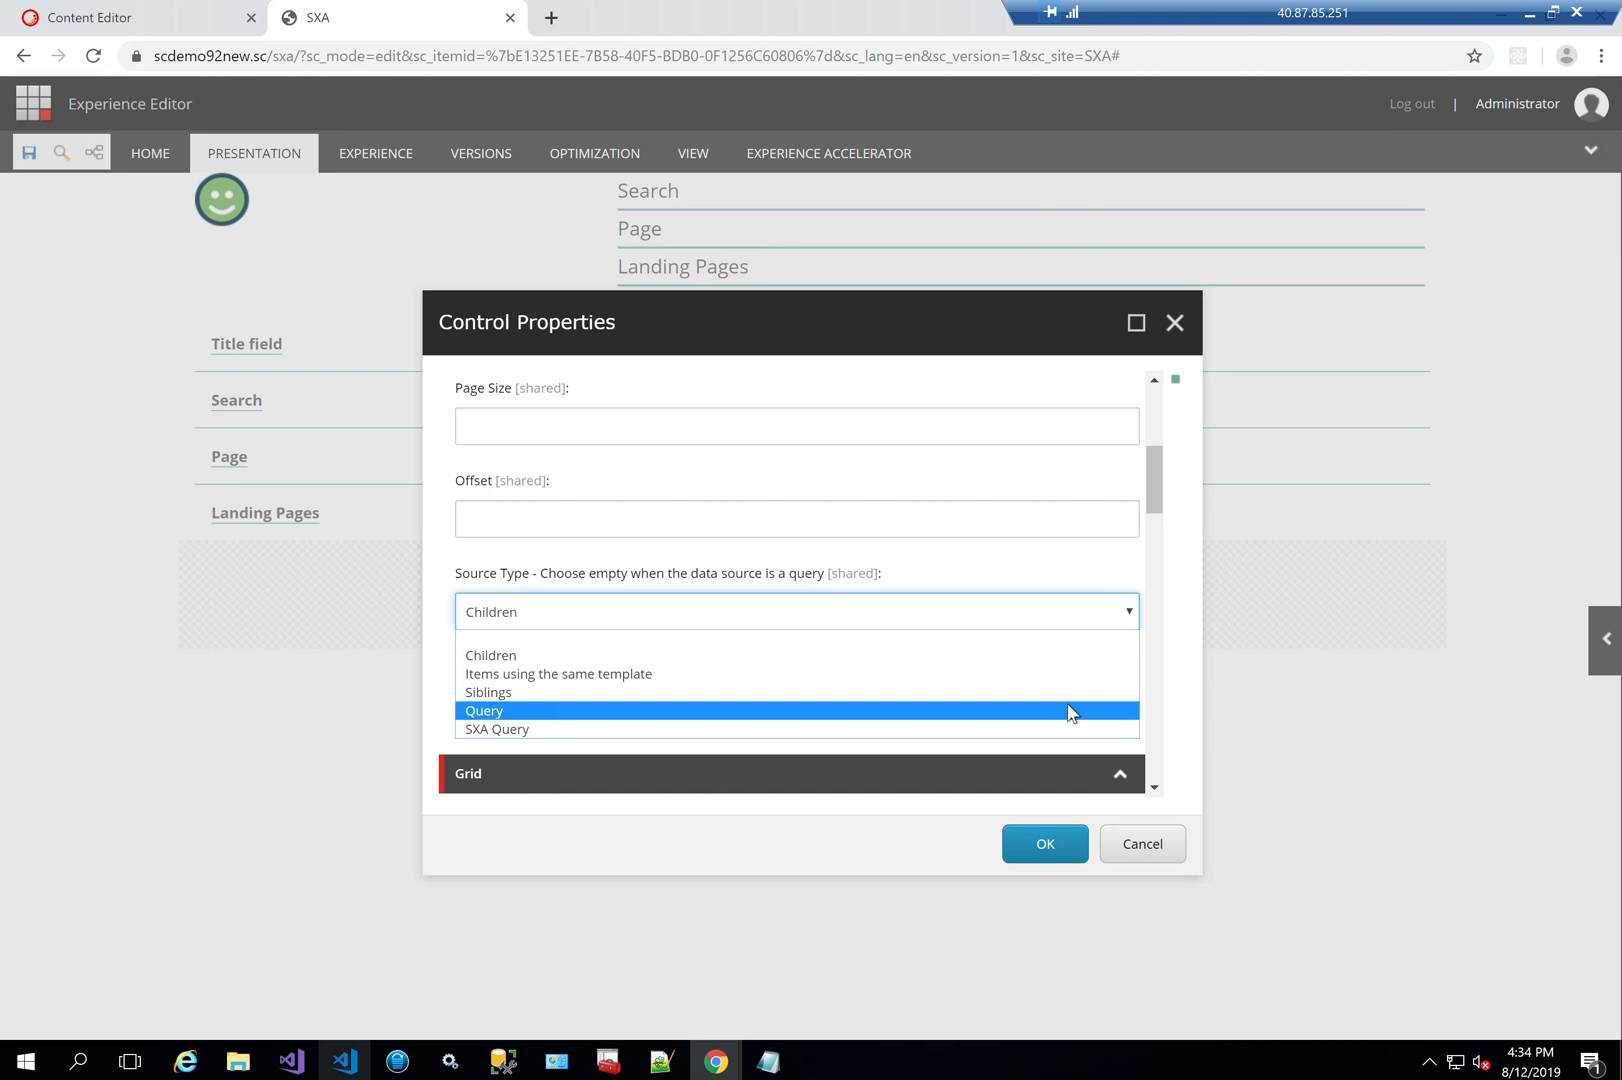 Content Editor
SXA
40.87.85.251
scdemo92new.sc/sxa/?sc_mode=edit&sc_itemid=%7bE13251EE-7B58-40F5-BDB0-0F1256C60806%7d&sc_lang=en&sc_version=1&sc_site=SXA#
Experience Editor
Log out | Administrator
HOME PRESENTATION EXPERIENCE VERSIONS OPTIMIZATION VIEW EXPERIENCE ACCELERATOR
Search
Page
Landing Pages
Title field
Search
Page
Landing Pages
Control Properties
Page Size [shared]:
Offset [shared]:
Source Type - Choose empty when the data source is a query [shared]:
Children
Children
Items using the same template
Siblings
Query
SXA Query
Grid
OK Cancel
4:34 PM
8/12/2019
1